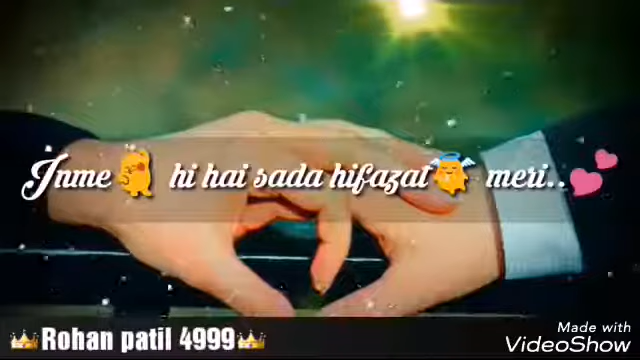 Inme hi hai sada hifazat meri..
Rohan patil 4999
Made with
VideoShow